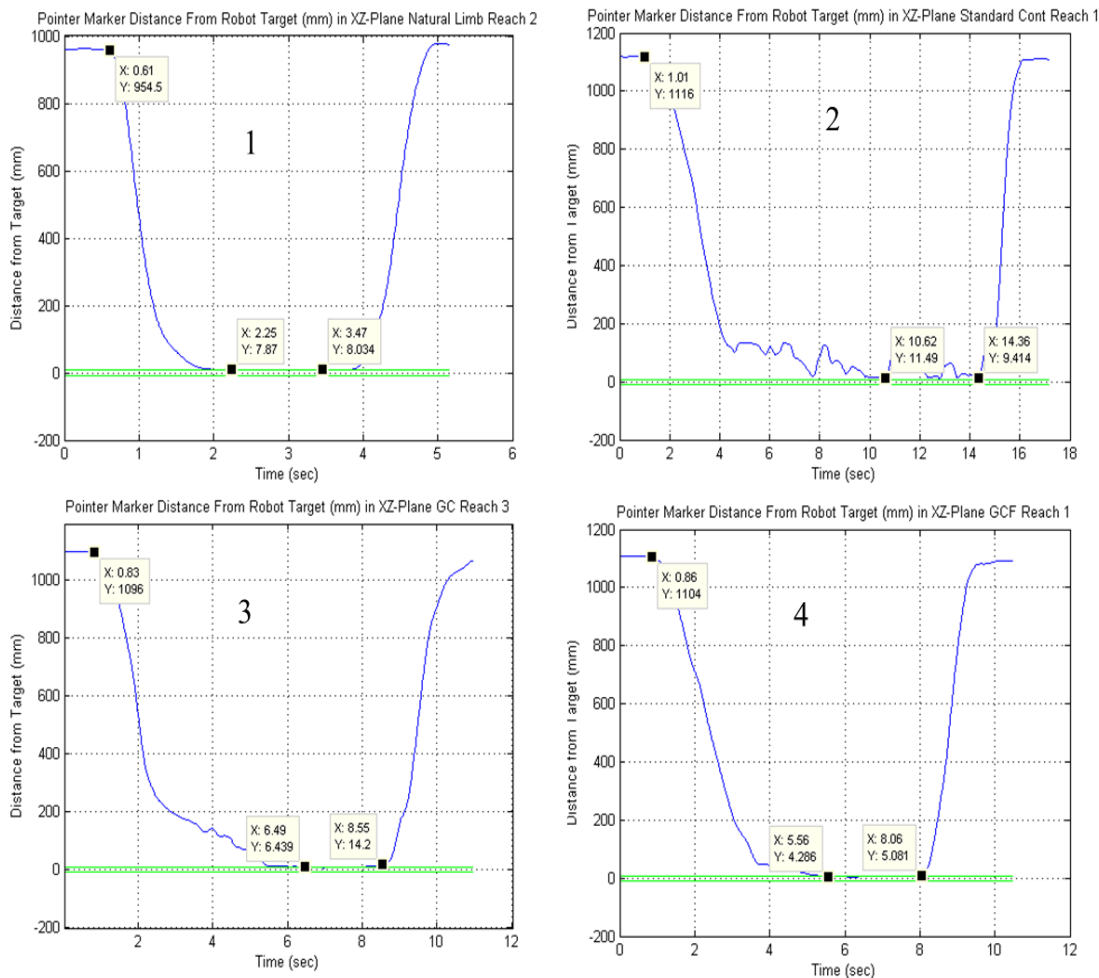 Pointer Marker Distance From Robot Target (mm) in XZ-Plane Natural Limb Reach 2
1000
800
600
400
200
0
-200
0 1 2 3 4 5 6
Distance from Target (mm)
Time (sec)
X: 0.61
Y: 954.5
1
X: 2.25
Y: 7.87
X: 3.47
Y: 8.034
Pointer Marker Distance From Robot Target (mm) in XZ-Plane Standard Cont Reach 1
1200
1000
800
600
400
200
0
-200
0 2 4 6 8 10 12 14 16 18
Distance from Target (mm)
Time (sec)
X: 1.01
Y: 1116
2
X: 10.62
Y: 11.49
X: 14.36
Y: 9.414
Pointer Marker Distance From Robot Target (mm) in XZ-Plane GC Reach 3
1000
800
600
400
200
0
-200
2 4 6 8 10 12
Distance from Target (mm)
Time (sec)
X: 0.83
Y: 1096
3
X: 6.49
Y: 6.439
X: 8.55
Y: 14.2
Pointer Marker Distance From Robot Target (mm) in XZ-Plane GCF Reach 1
1200
1000
800
600
400
200
0
-200
0 2 4 6 8 10 12
Distance from Target (mm)
Time (sec)
X: 0.86
Y: 1104
4
X: 5.56
Y: 4.286
X: 8.06
Y: 5.081